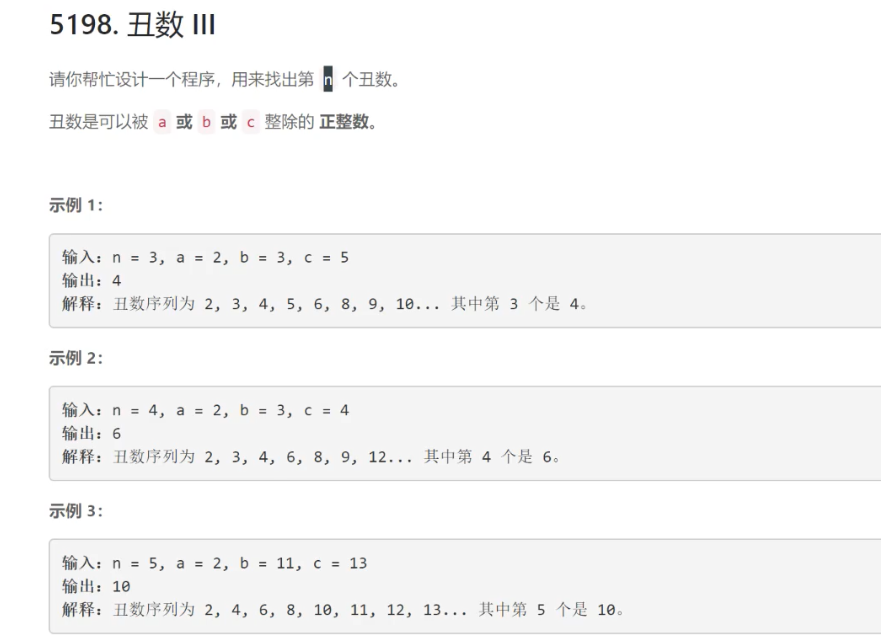 5198. 丑数 III
请你帮忙设计一个程序，用来找出第 n 个丑数。
丑数是可以被 a 或 b 或 c 整除的 正整数。
示例 1：
输入：n = 3, a = 2, b = 3, c = 5
输出：4
解释：丑数序列为 2, 3, 4, 5, 6, 8, 9, 10... 其中第 3 个是 4。
示例 2：
输入：n = 4, a = 2, b = 3, c = 4
输出：6
解释：丑数序列为 2, 3, 4, 6, 8, 9, 12... 其中第 4 个是 6。
示例 3：
输入：n = 5, a = 2, b = 11, c = 13
输出：10
解释：丑数序列为 2, 4, 6, 8, 10, 11, 12, 13... 其中第 5 个是 10。